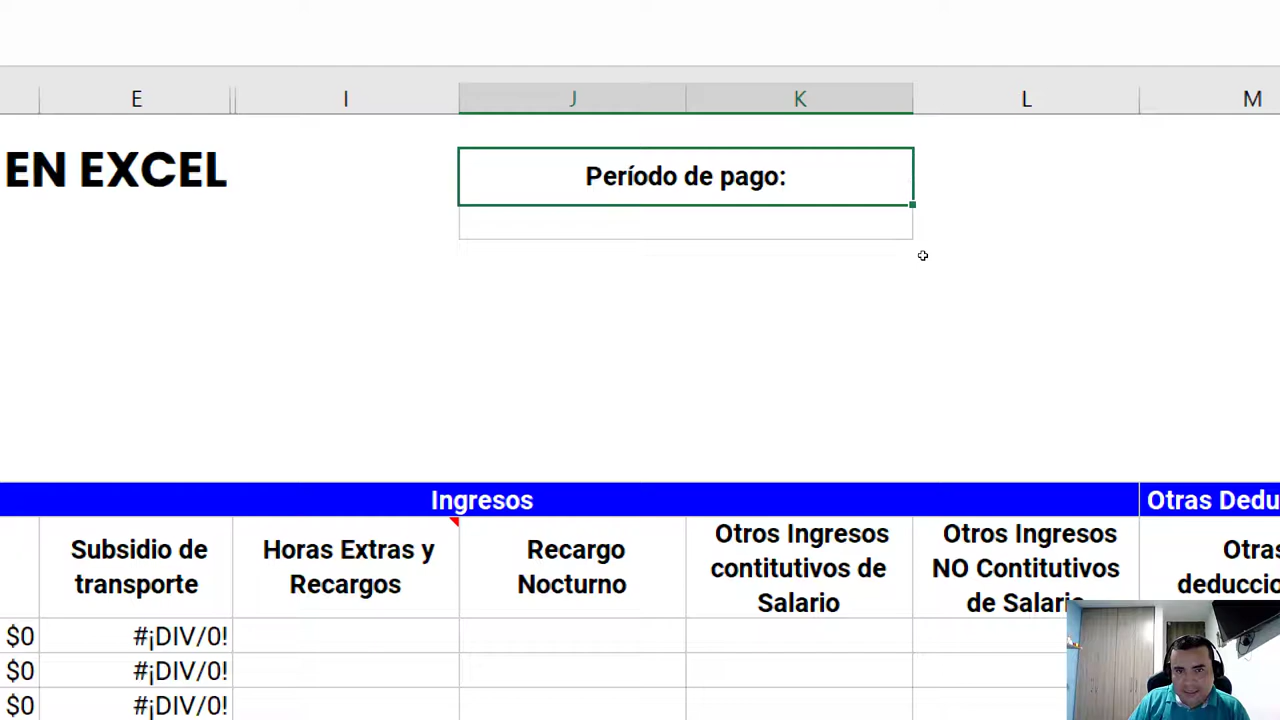 E I J K L M
EN EXCEL
Período de pago:
Ingresos
Otras Dedu
Subsidio de
transporte
Horas Extras y
Recargos
Recargo
Nocturno
Otros Ingresos
contitutivos de
Salario
Otros Ingresos
NO Contitutivos
de Salario
Otras
deduccio
$0 #¡DIV/0!
$0 #¡DIV/0!
$0 #¡DIV/0!